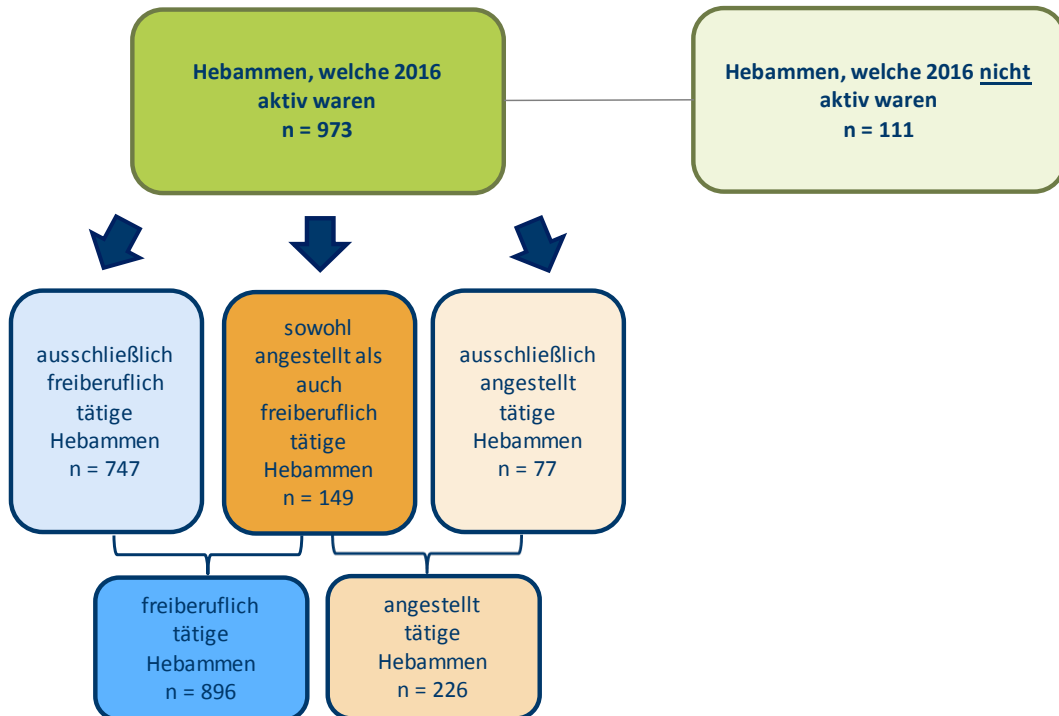 Hebammen, welche 2016
aktiv waren
n = 973
Hebammen, welche 2016 nicht
aktiv waren
n = 111
ausschließlich
freiberuflich
tätige
Hebammen
n = 747
sowohl
angestellt als
auch
freiberuflich
tätige
Hebammen
n = 149
ausschließlich
angestellt
tätige
Hebammen
n = 77
freiberuflich
tätige
Hebammen
n = 896
angestellt
tätige
Hebammen
n = 226